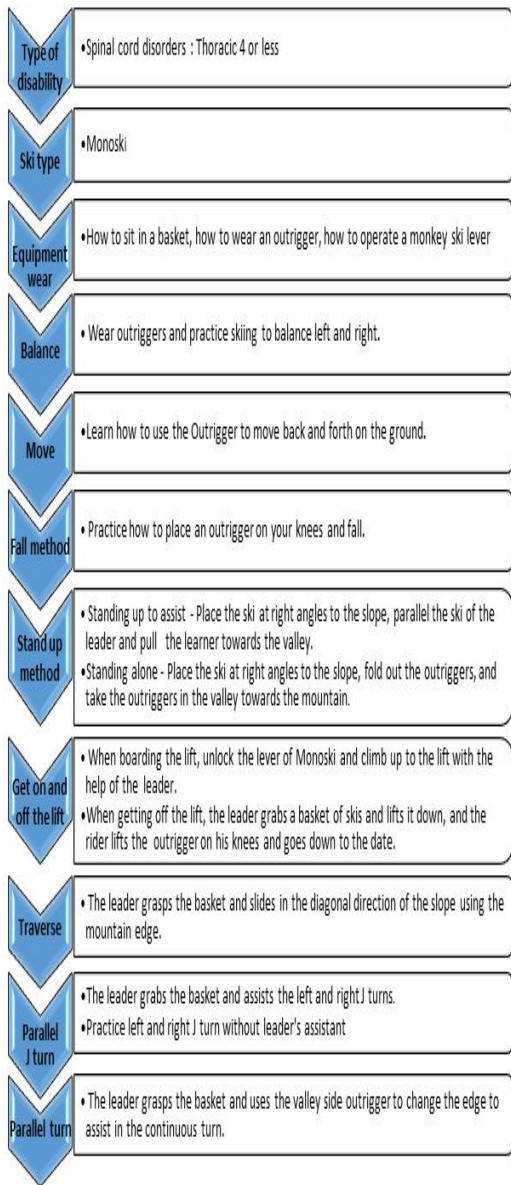 Type of
disability
•Spinal cord disorders : Thoracic 4 or less
Ski type
•Monoski
Equipment
wear
•How to sit in a basket, how to wear an outrigger, how to operate a monkey ski lever
Balance
• Wear outriggers and practice skiing to balance left and right.
Move
•Learn how to use the Outrigger to move back and forth on the ground.
Fall method
• Practice how to place an outrigger on your knees and fall.
Stand up
method
• Standing up to assist - Place the ski at right angles to the slope, parallel the ski of the
leader and pull the learner towards the valley.
•Standing alone - Place the ski at right angles to the slope, fold out the outriggers, and
take the outriggers in the valley towards the mountain.
Get on and
off the lift
• When boarding the lift, unlock the lever of Monoski and climb up to the lift with the
help of the leader.
•When getting off the lift, the leader grabs a basket of skis and lifts it down, and the
rider lifts the outrigger on his knees and goes down to the date.
Traverse
• The leader grasps the basket and slides in the diagonal direction of the slope using the
mountain edge.
Parallel
J turn
•The leader grabs the basket and assists the left and right J turns.
•Practice left and right J turn without leader's assistant
Parallel turn
• The leader grasps the basket and uses the valley side outrigger to change the edge to
assist in the continuous turn.